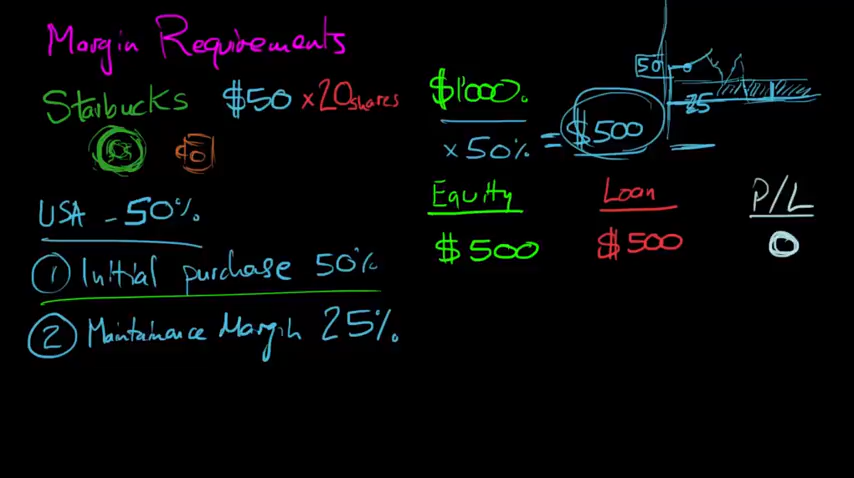 Margin Requirements
Starbucks $50 × 20 shares
$1'000.
× 50% = $500
50
25
USA - 50%
① Initial purchase 50%
② Maintainance Margin 25%.
Equity Loan P/L
$500 $500 0